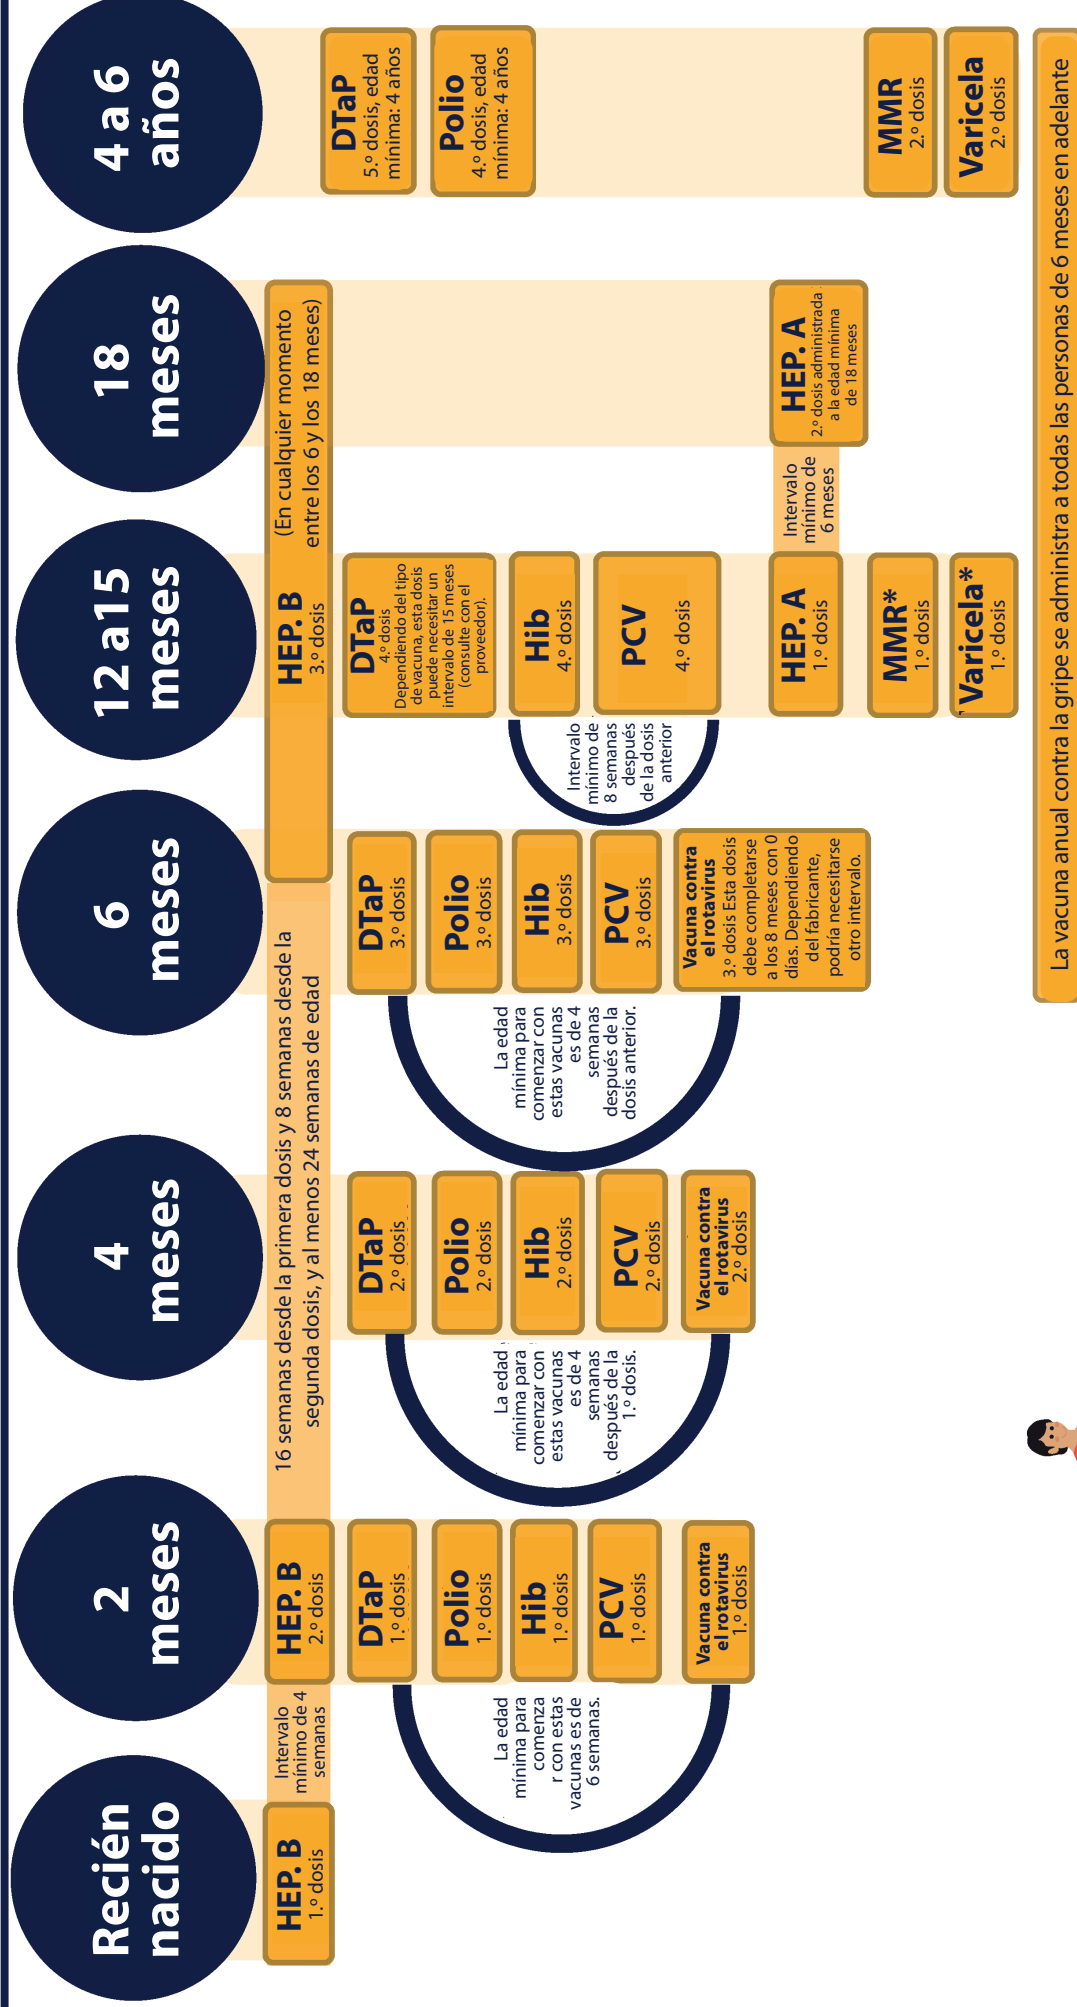 Recién
nacido
2
meses
4
meses
6
meses
12 a15
meses
18
meses
4 a 6
años
HEP. B
1.º dosis
Intervalo
mínimo de 4
semanas
HEP. B
2.º dosis
16 semanas desde la primera dosis y 8 semanas desde la
segunda dosis, y al menos 24 semanas de edad
HEP. B
3.º dosis
(En cualquier momento
entre los 6 y los 18 meses)
La edad
mínima para
comenza
r con estas
vacunas es de
6 semanas.
DTaP
1.º dosis
Polio
1.º dosis
Hib
1.º dosis
PCV
1.º dosis
Vacuna contra
el rotavirus
1.º dosis
La edad
mínima para
comenzar con
estas vacunas
es de 4
semanas
después de la
1.º dosis.
DTaP
2.º dosis
Polio
2.º dosis
Hib
2.º dosis
PCV
2.º dosis
Vacuna contra
el rotavirus
2.º dosis
La edad
mínima para
comenzar con
estas vacunas
es de 4
semanas
después de la
dosis anterior.
DTaP
3.º dosis
Polio
3.º dosis
Hib
3.º dosis
PCV
3.º dosis
Vacuna contra
el rotavirus
3.º dosis Esta dosis
debe completarse
a los 8 meses con 0
días. Dependiendo
del fabricante,
podría necesitarse
otro intervalo.
Intervalo
mínimo de
8 semanas
después
de la dosis
anterior
DTaP
4.º dosis
Dependiendo del tipo
de vacuna, esta dosis
puede necesitar un
intervalo de 15 meses
(consulte con el
proveedor).
Hib
4.º dosis
PCV
4.º dosis
HEP. A
1.º dosis
MMR*
1.º dosis
Varicela*
1.º dosis
Intervalo
mínimo de
6 meses
HEP. A
2.º dosis administrada
a la edad mínima
de 18 meses
DTaP
5.º dosis, edad
mínima: 4 años
Polio
4.º dosis, edad
mínima: 4 años
MMR
2.º dosis
Varicela
2.º dosis
La vacuna anual contra la gripe se administra a todas las personas de 6 meses en adelante